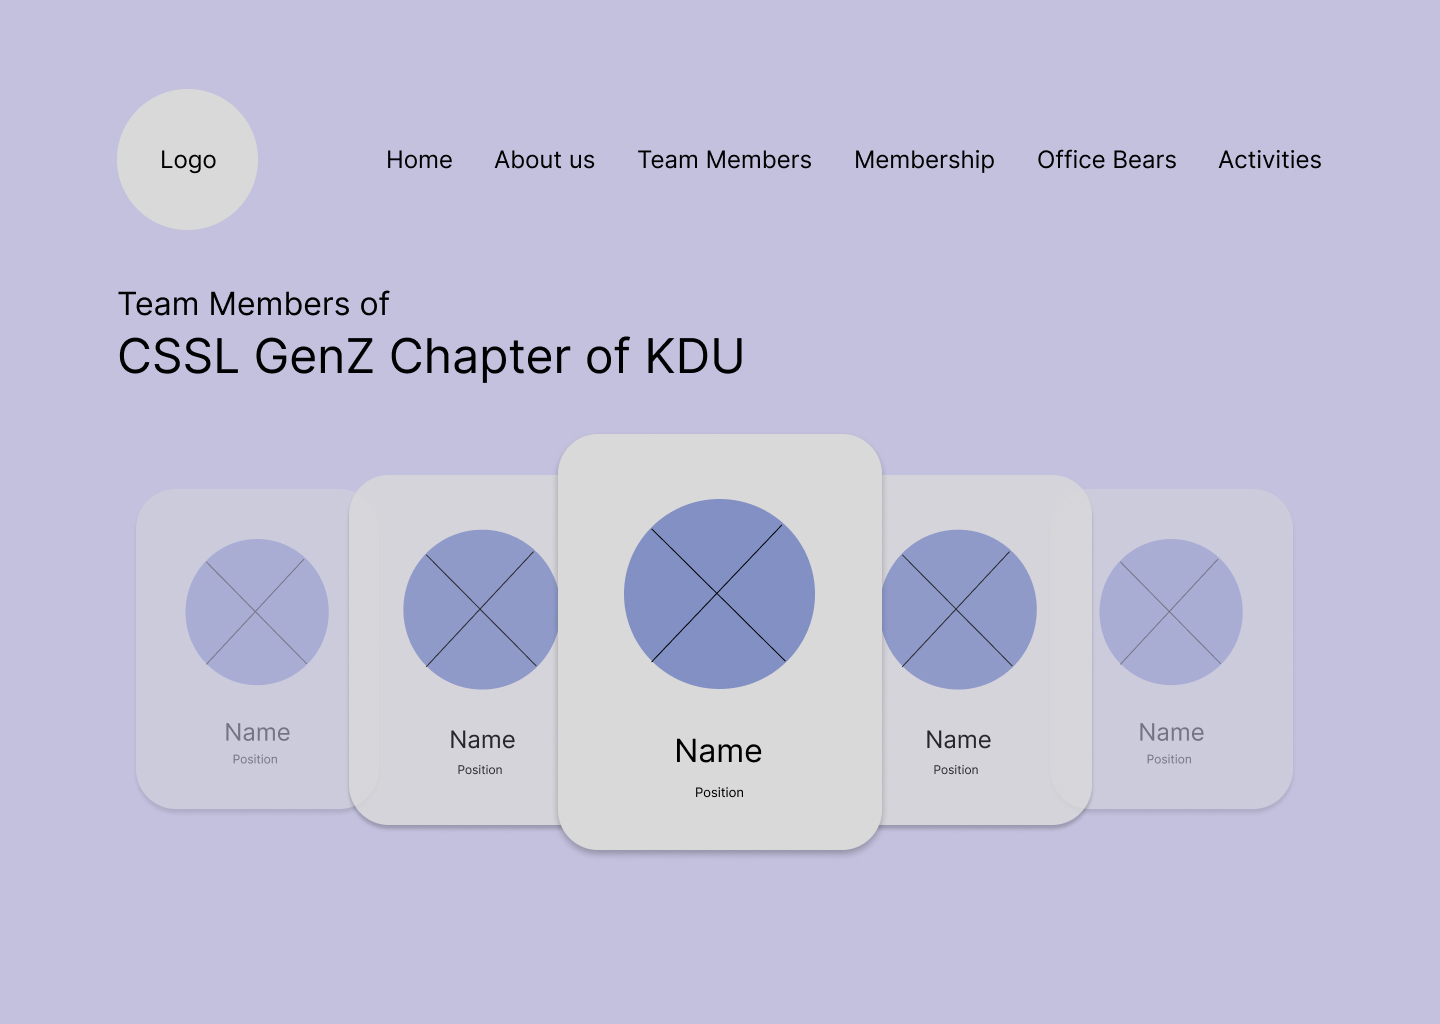 Logo
Home About us Team Members Membership Office Bears Activities
Team Members of
CSSL GenZ Chapter of KDU
Name
Position
Name
Position
Name
Position
Name
Position
Name
Position